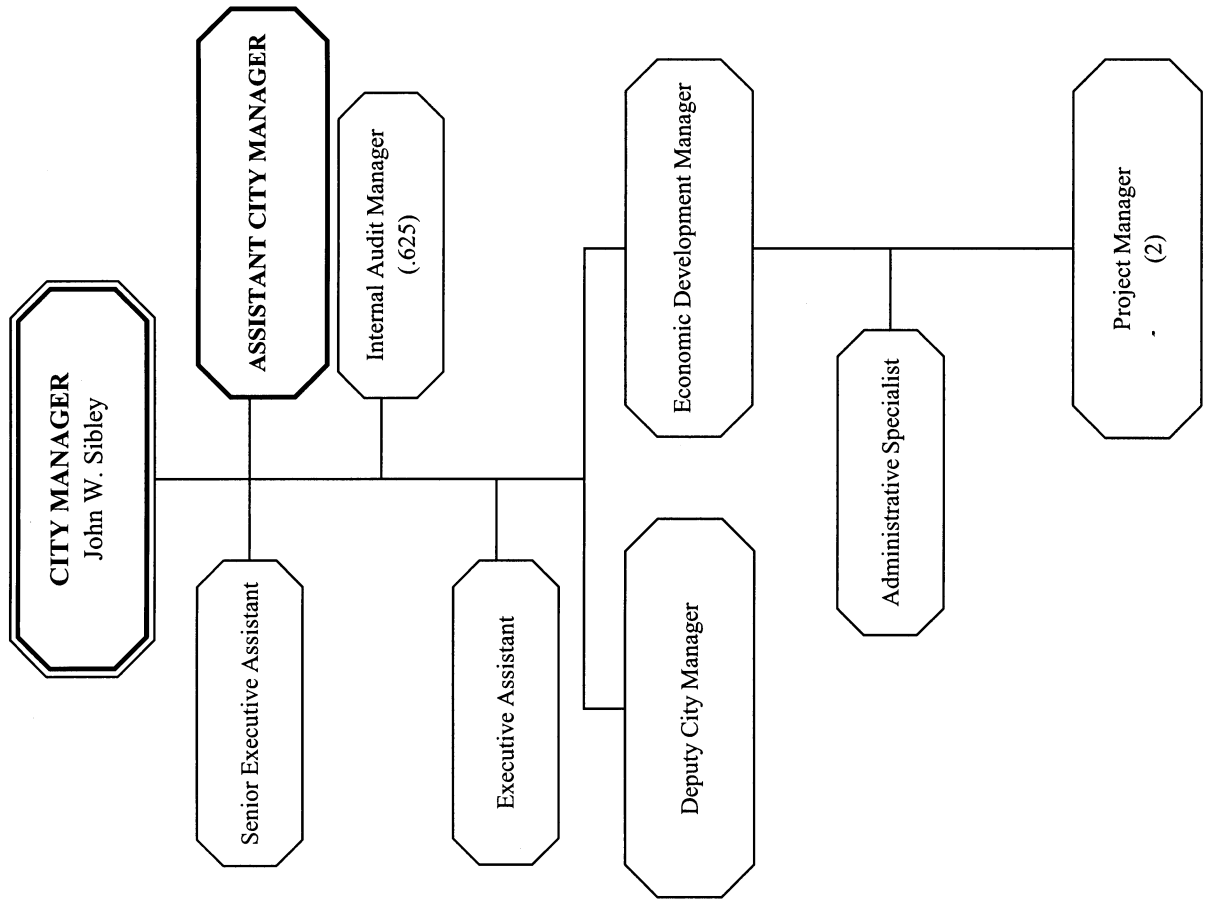 CITY MANAGER
John W. Sibley
Senior Executive Assistant
ASSISTANT CITY MANAGER
Internal Audit Manager
(.625)
Executive Assistant
Deputy City Manager
Economic Development Manager
Administrative Specialist
Project Manager
(2)